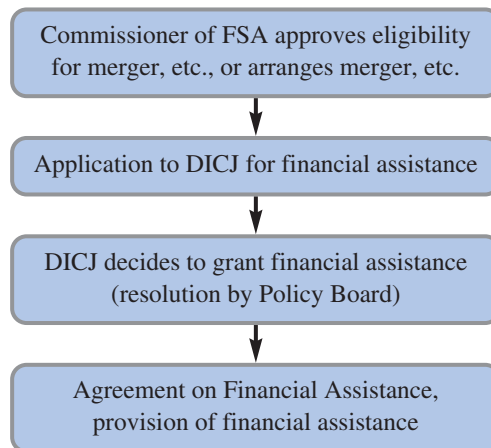 Commissioner of FSA approves eligibility
for merger, etc., or arranges merger, etc.
Application to DICJ for financial assistance
DICJ decides to grant financial assistance
(resolution by Policy Board)
Agreement on Financial Assistance,
provision of financial assistance